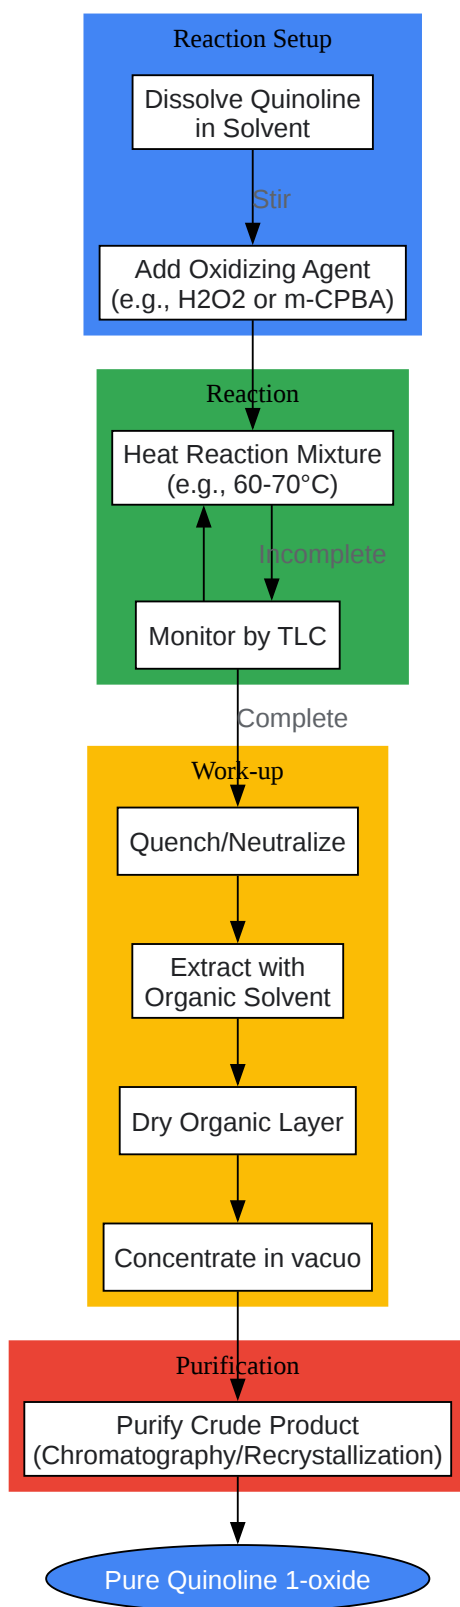 Reaction Setup
Dissolve Quinoline
in Solvent
Stir
Add Oxidizing Agent
(e.g., H2O2 or m-CPBA)
Reaction
Heat Reaction Mixture
(e.g., 60-70°C)
Incomplete
Monitor by TLC
Complete
Work-up
Quench/Neutralize
Extract with
Organic Solvent
Dry Organic Layer
Concentrate in vacuo
Purification
Purify Crude Product
(Chromatography/Recrystallization)
Pure Quinoline 1-oxide